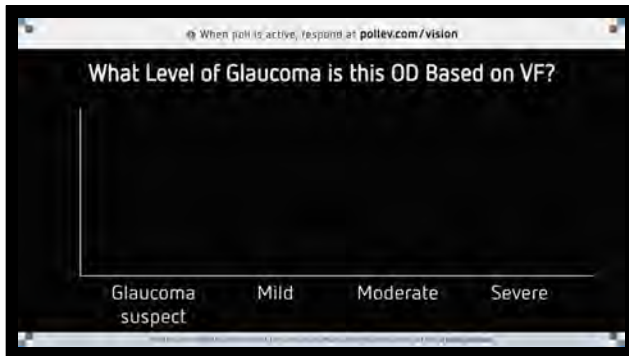 When poll is active, respond at pollev.com/vision
What Level of Glaucoma is this OD Based on VF?
Glaucoma
suspect
Mild
Moderate
Severe